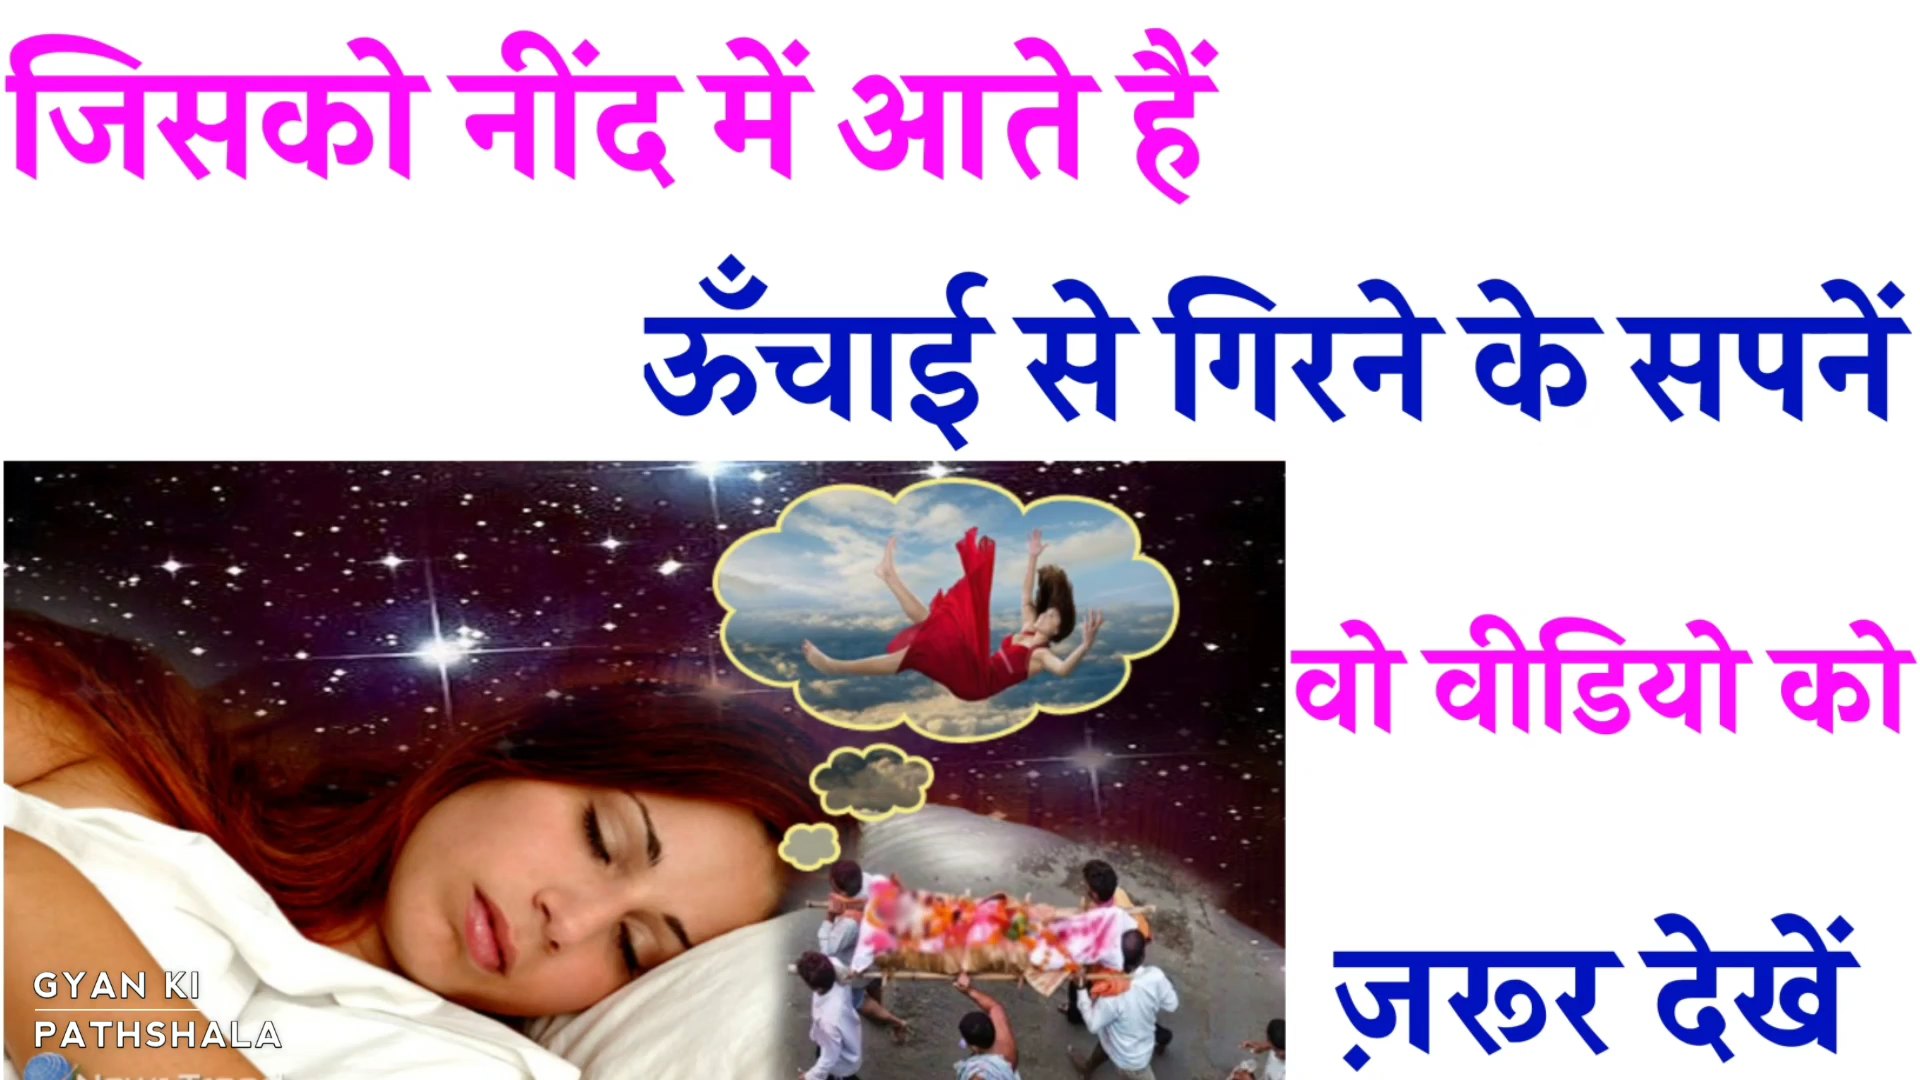 जिसको नींद में आते हैं
ऊँचाई से गिरने के सपनें
वो वीडियो को
ज़रूर देखें
GYAN KI
PATHSHALA